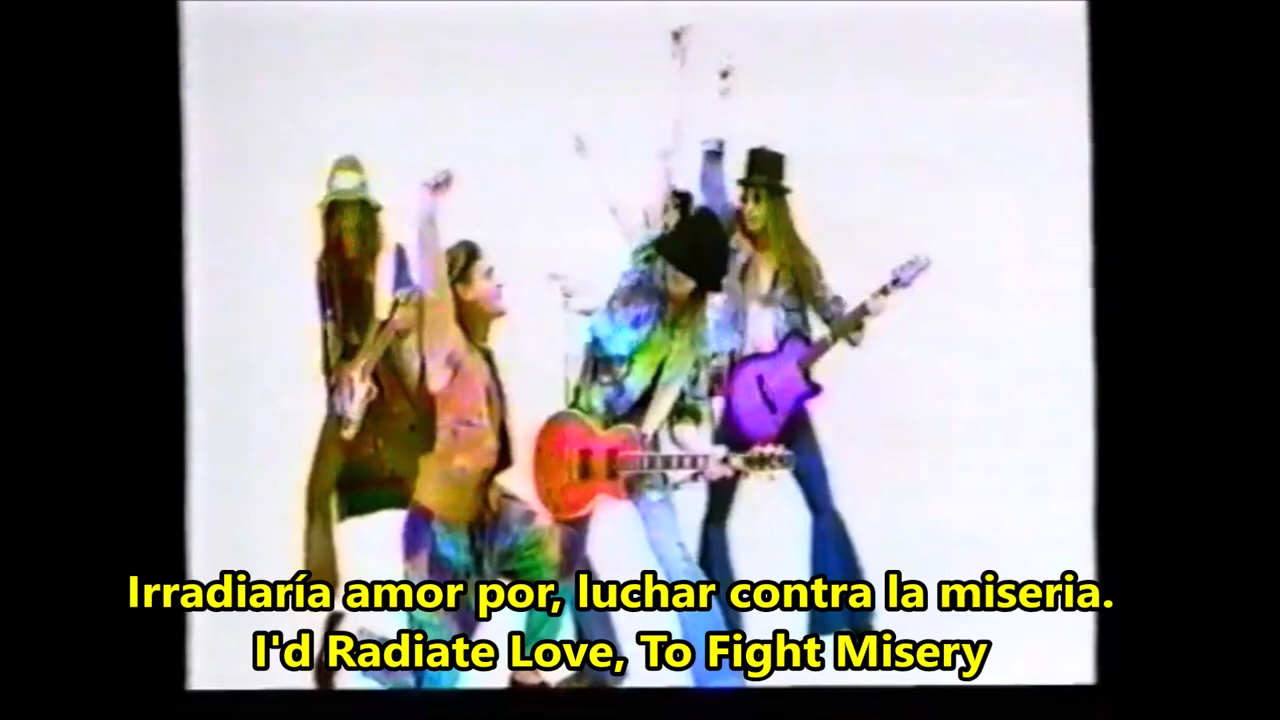 Irradiaría amor por, luchar contra la miseria.
I'd Radiate Love, To Fight Misery